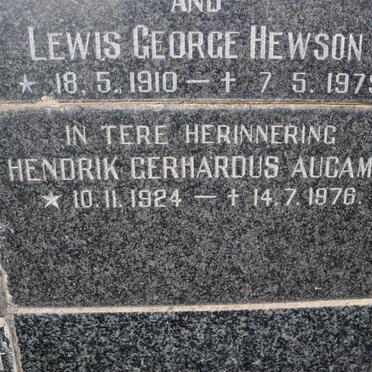 AND
LEWIS GEORGE HEWSON
* 18. 5. 1910 — † 7 5. 1979
IN TERE HERINNERING
HENDRIK GERHARDUS AUCAM
* 10. 11. 1924 — † 14. 7. 1976.